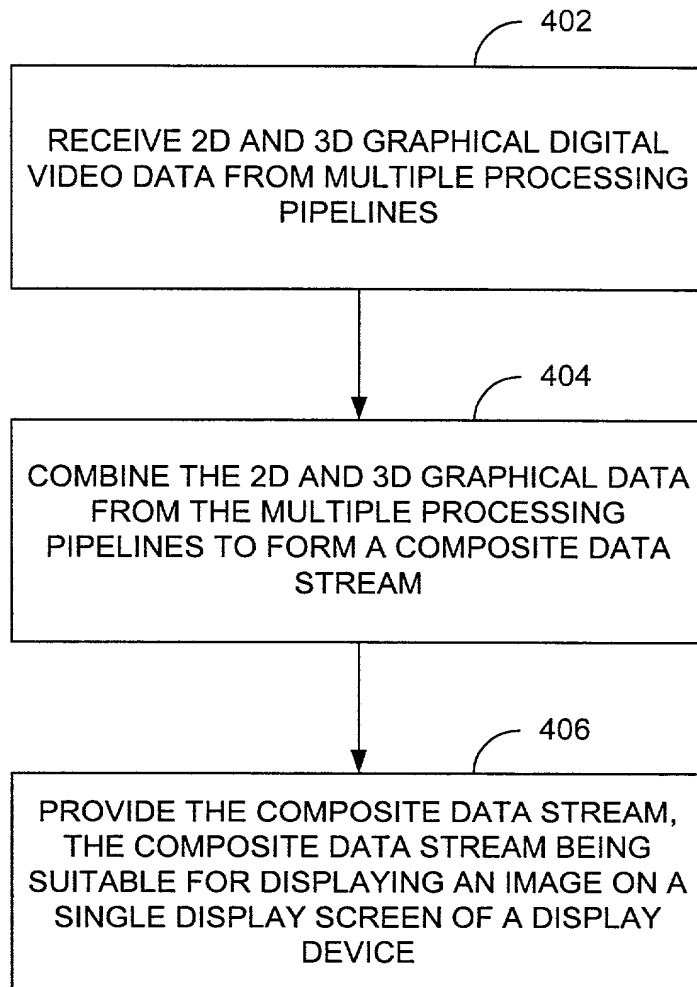 402
RECEIVE 2D AND 3D GRAPHICAL DIGITAL
VIDEO DATA FROM MULTIPLE PROCESSING
PIPELINES
404
COMBINE THE 2D AND 3D GRAPHICAL DATA
FROM THE MULTIPLE PROCESSING
PIPELINES TO FORM A COMPOSITE DATA
STREAM
406
PROVIDE THE COMPOSITE DATA STREAM,
THE COMPOSITE DATA STREAM BEING
SUITABLE FOR DISPLAYING AN IMAGE ON A
SINGLE DISPLAY SCREEN OF A DISPLAY
DEVICE